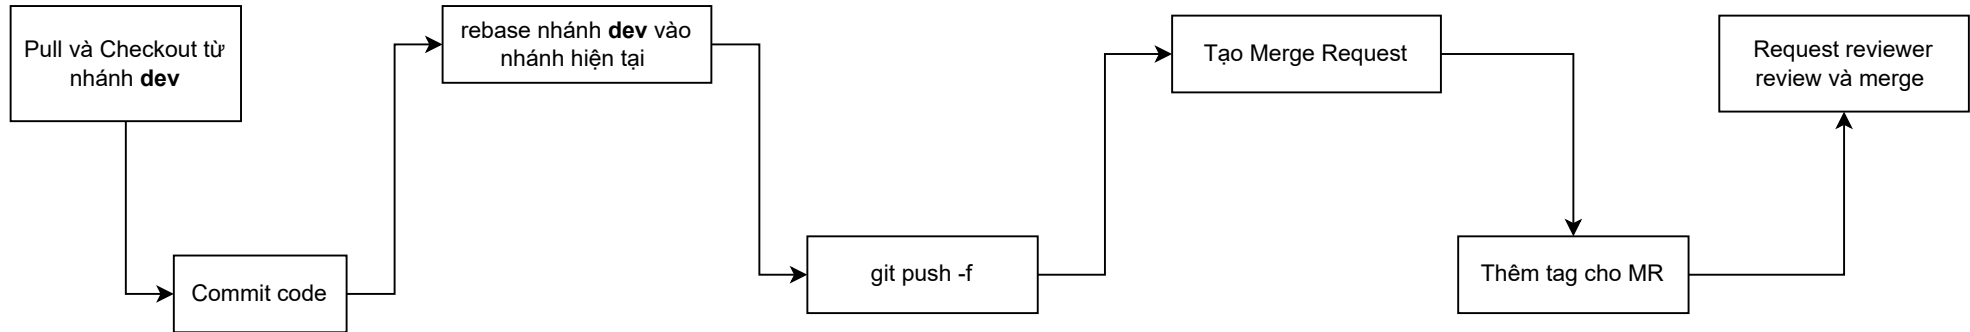 Pull và Checkout từ
nhánh dev
Commit code
rebase nhánh dev vào
nhánh hiện tại
git push -f
Tạo Merge Request
Thêm tag cho MR
Request reviewer
review và merge